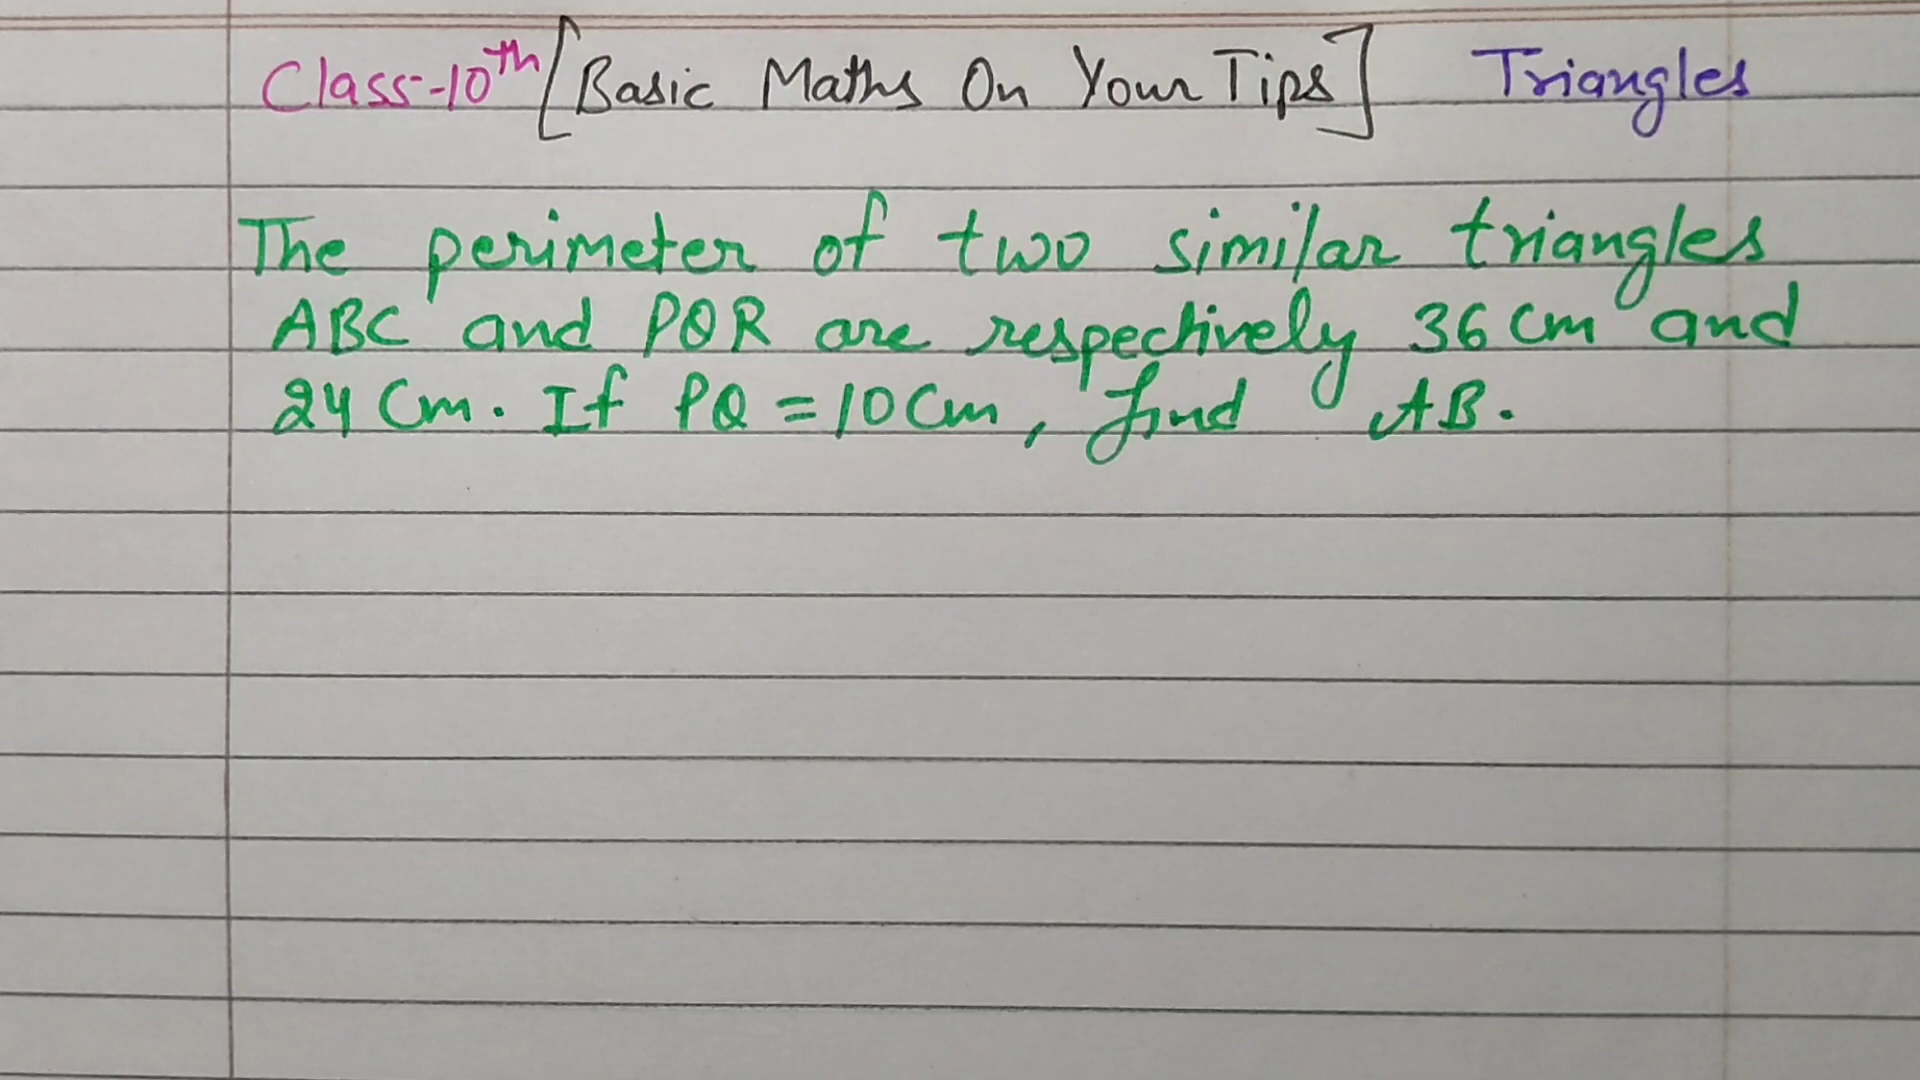 Class-10th [Basic Maths On Your Tips] Triangles
The perimeter of two similar triangles
ABC and PQR are respectively 36 cm and
24 cm. If PQ = 10 cm, find AB.